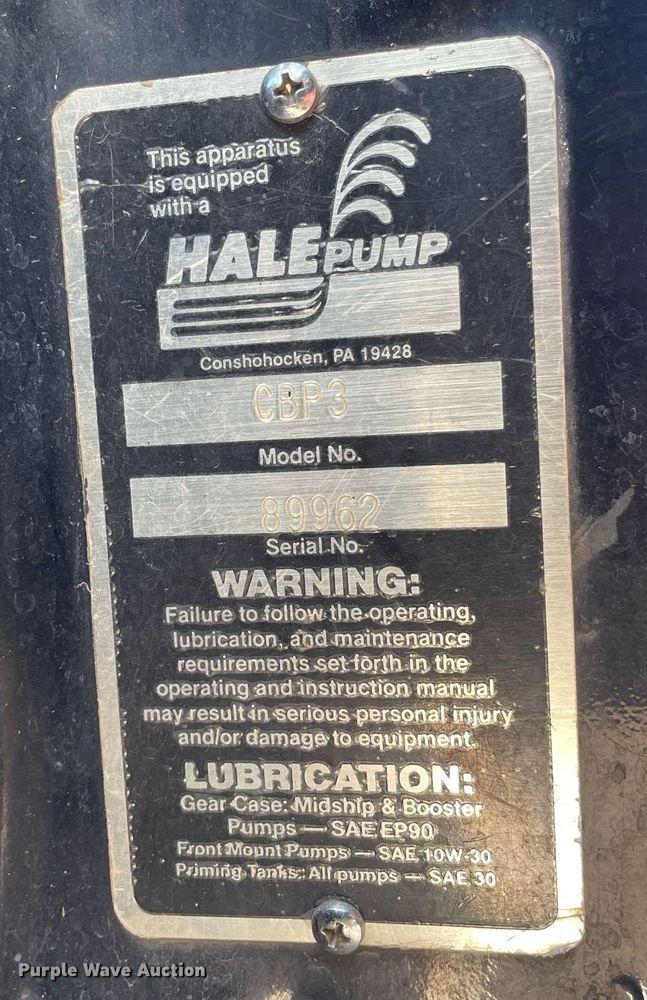 This apparatus
is equipped
with a
HALE PUMP
Conshohocken, PA 19428
CBP3
Model No.
89962
Serial No.
WARNING:
Failure to follow the operating,
lubrication, and maintenance
requirements set forth in the
operating and instruction manual
may result in serious personal injury
and/or damage to equipment.
LUBRICATION:
Gear Case: Midship & Booster
Pumps — SAE EP90
Front Mount Pumps — SAE 10W-30
Priming Tanks: All pumps — SAE 30
Purple Wave Auction